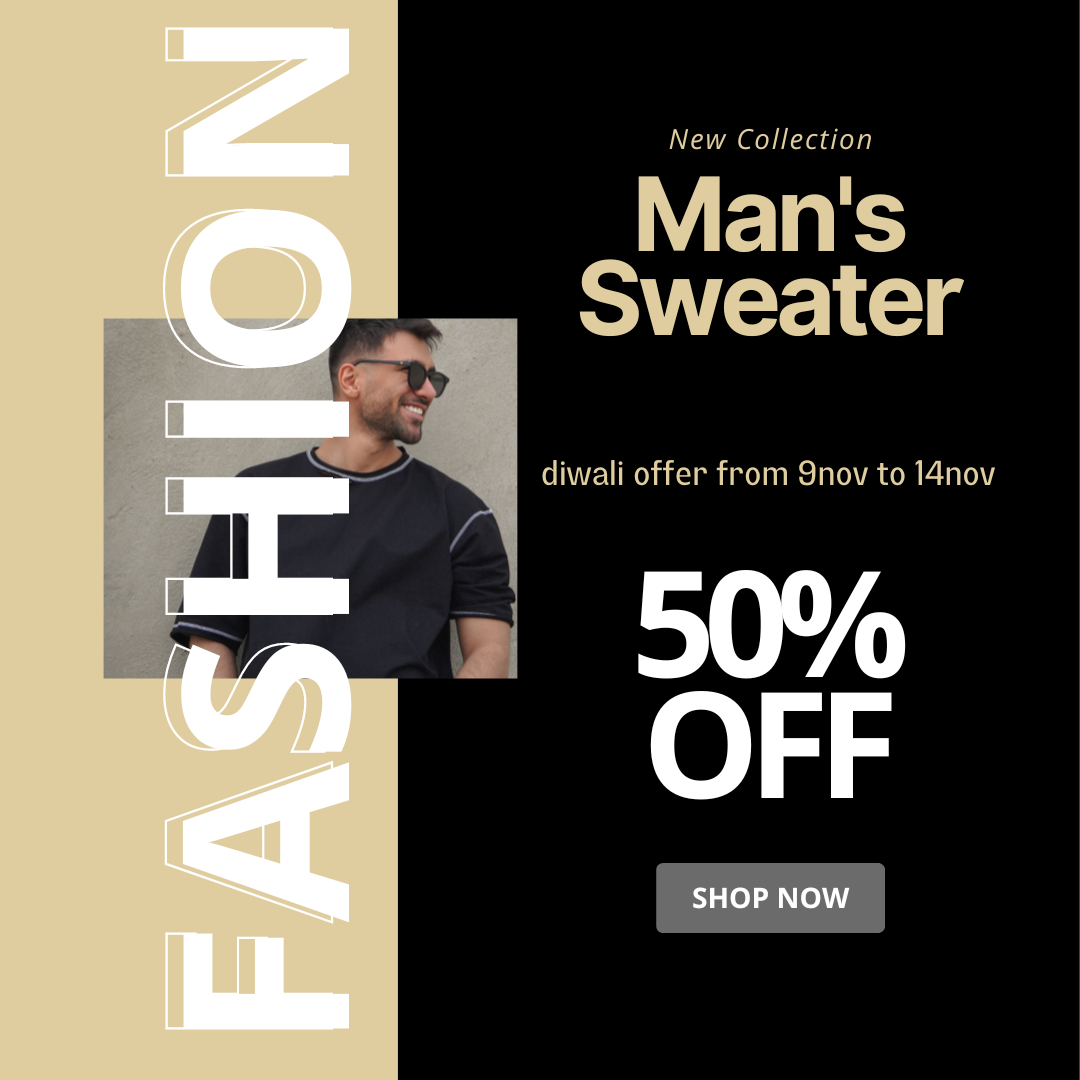 FASHION
New Collection
Man's
Sweater
diwali offer from 9nov to 14nov
50%
OFF
SHOP NOW